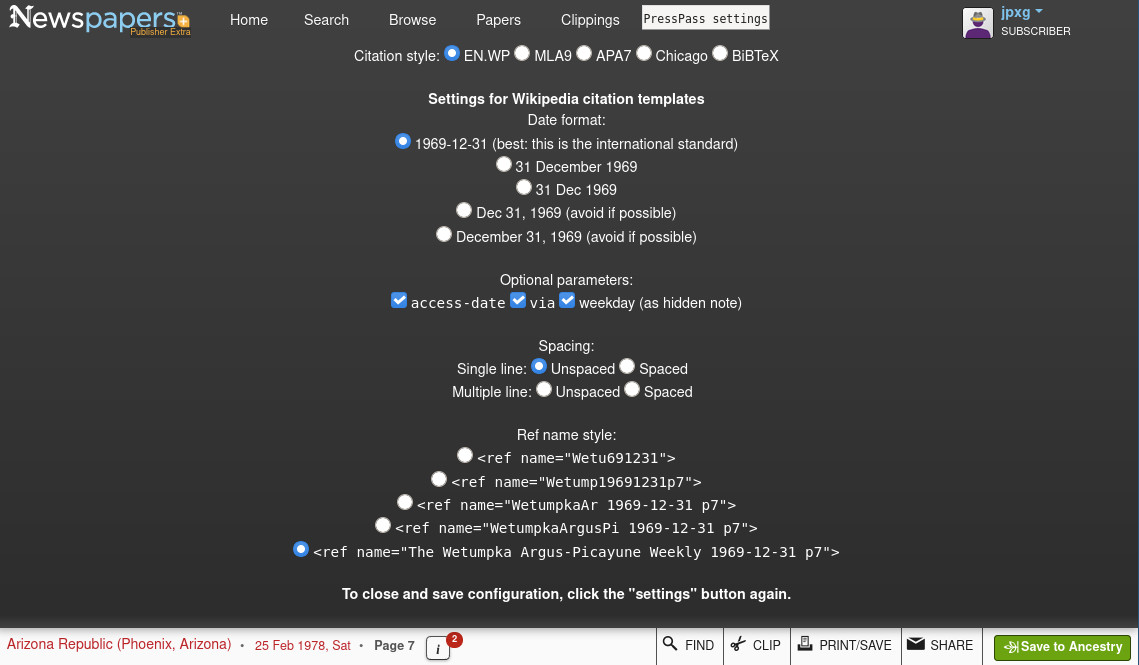 Newspapers™ Home Search Browse Papers Clippings PressPass settings jpxg
Publisher Extra SUBSCRIBER
Citation style: EN.WP MLA9 APA7 Chicago BiBTeX
Settings for Wikipedia citation templates
Date format:
1969-12-31 (best: this is the international standard)
31 December 1969
31 Dec 1969
Dec 31, 1969 (avoid if possible)
December 31, 1969 (avoid if possible)
Optional parameters:
access-date via weekday (as hidden note)
Spacing:
Single line: Unspaced Spaced
Multiple line: Unspaced Spaced
Ref name style:
<ref name="Wetu691231">
<ref name="Wetump19691231p7">
<ref name="WetumpkaAr 1969-12-31 p7">
<ref name="WetumpkaArgusPi 1969-12-31 p7">
<ref name="The Wetumpka Argus-Picayune Weekly 1969-12-31 p7">
To close and save configuration, click the "settings" button again.
Arizona Republic (Phoenix, Arizona) • 25 Feb 1978, Sat • Page 7 i 2 FIND CLIP PRINT/SAVE SHARE Save to Ancestry